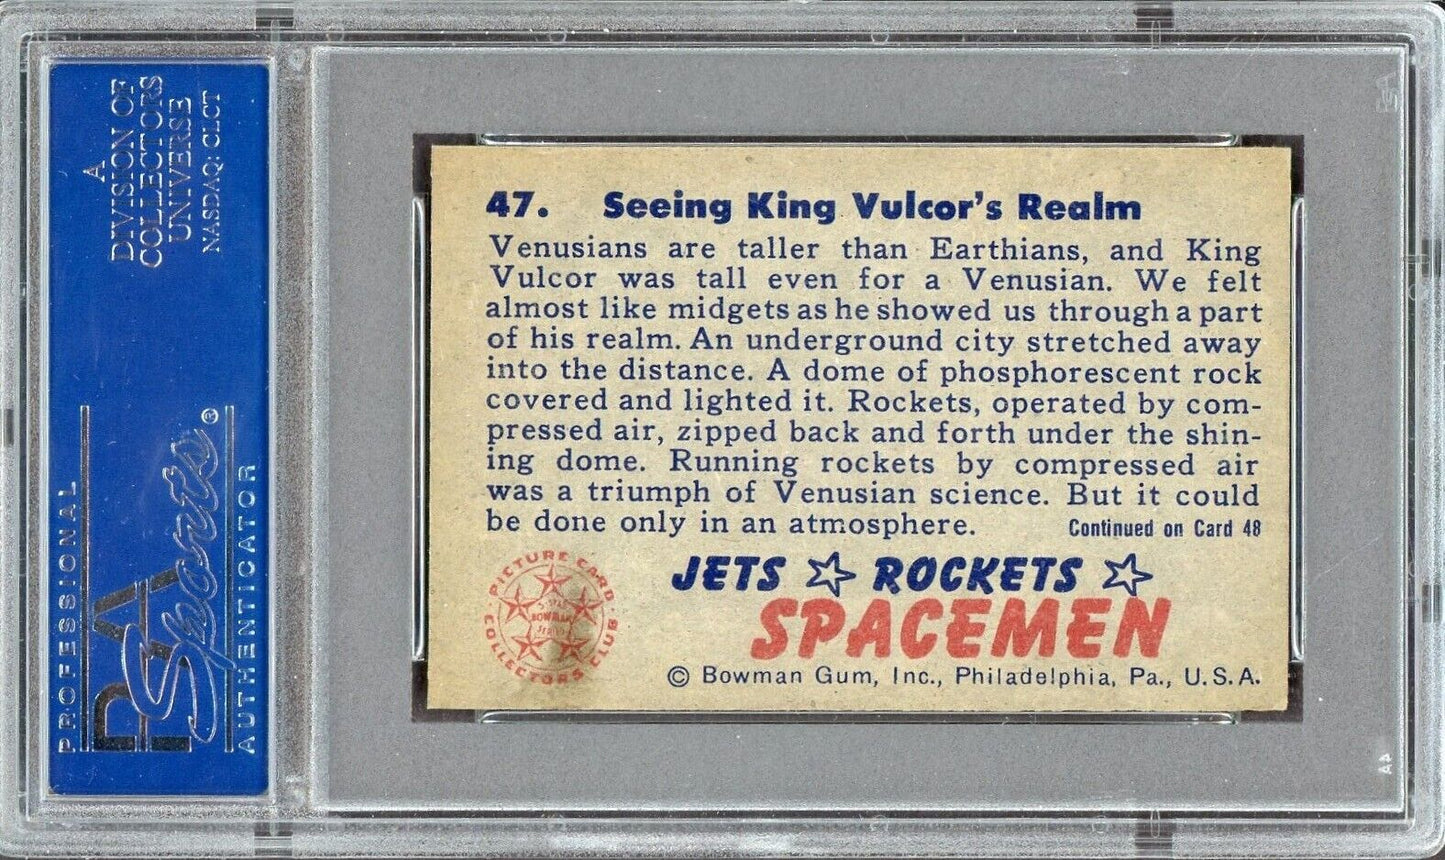 A
DIVISION OF
COLLECTORS
UNIVERSE
NASDAQ: CLCT
PROFESSIONAL
PSA
Sports
AUTHENTICATOR
47. Seeing King Vulcor's Realm
Venusians are taller than Earthians, and King
Vulcor was tall even for a Venusian. We felt
almost like midgets as he showed us through a part
of his realm. An underground city stretched away
into the distance. A dome of phosphorescent rock
covered and lighted it. Rockets, operated by com-
pressed air, zipped back and forth under the shin-
ing dome. Running rockets by compressed air
was a triumph of Venusian science. But it could
be done only in an atmosphere. Continued on Card 48
PICTURE CARD
COLLECTORS CLUB
5-STAR
BOWMAN
SERIES
JETS ☆ ROCKETS ☆
SPACEMEN
© Bowman Gum, Inc., Philadelphia, Pa., U.S.A.